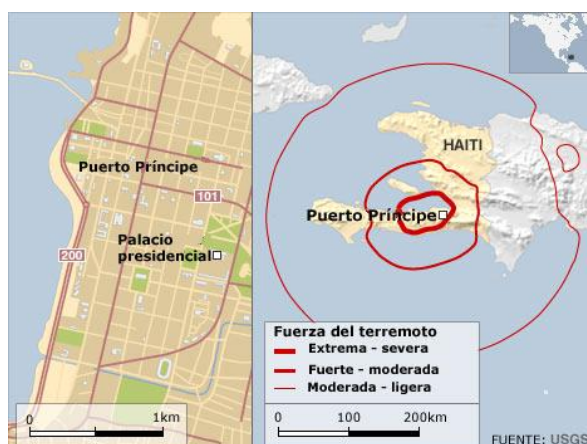 Puerto Príncipe
101
Palacio
presidencial
200
0 1km
HAITI
Puerto Príncipe
Fuerza del terremoto
Extrema - severa
Fuerte - moderada
Moderada - ligera
0 100 200km
FUENTE: USGS